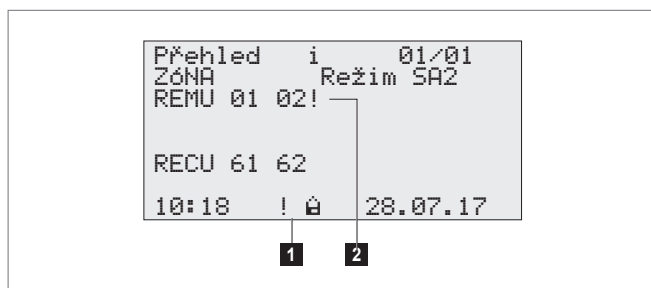 Přehled i 01/01
ZóNA Režim SA2
REMU 01 02!
RECU 61 62
10:18 ! 28.07.17
1 2